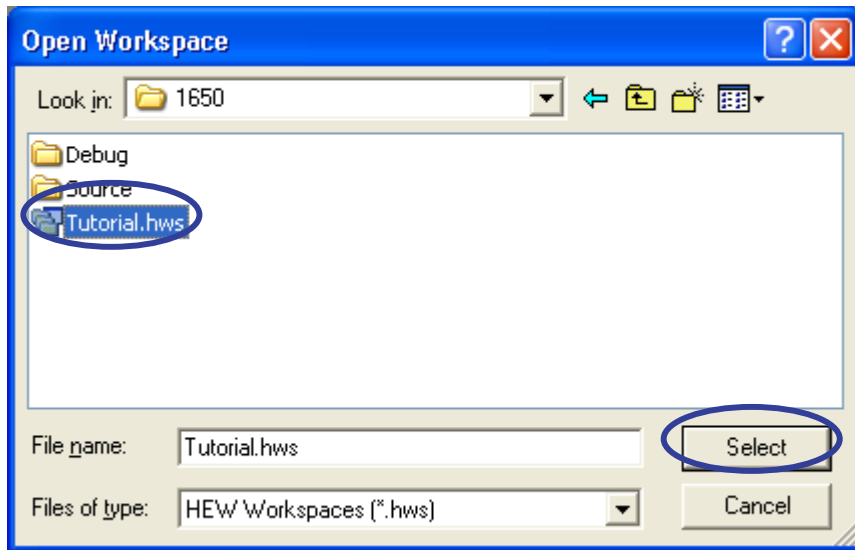 Open Workspace
Look in: 1650
Debug
Source
Tutorial.hws
File name: Tutorial.hws Select
Files of type: HEW Workspaces (*.hws) Cancel